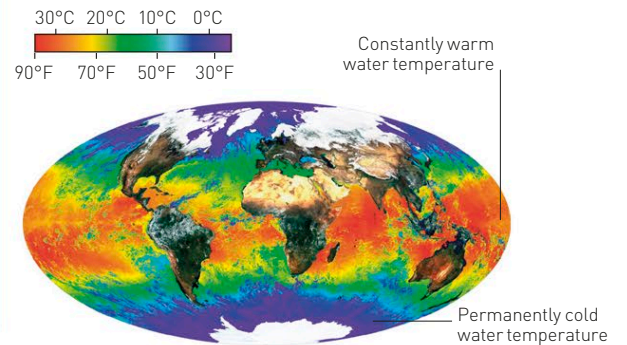 30°C 20°C 10°C 0°C
90°F 70°F 50°F 30°F
Constantly warm
water temperature
Permanently cold
water temperature